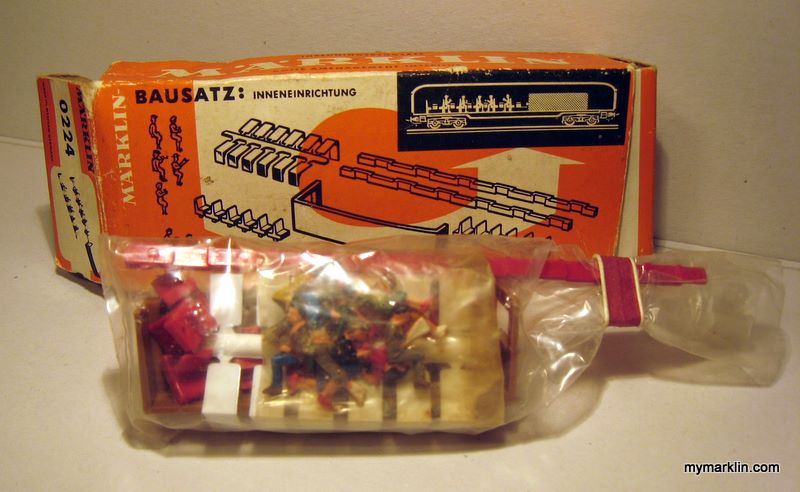 MÄRKLIN
BAUSATZ: INNENEINRICHTUNG
MÄRKLIN
MÄRKLIN
0224
mymarklin.com